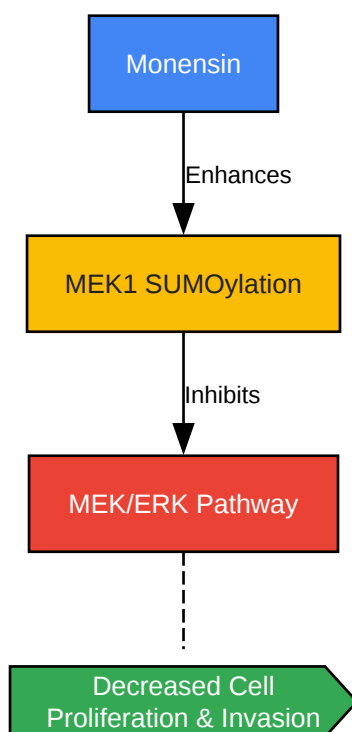 Monensin
Enhances
MEK1 SUMOylation
Inhibits
MEK/ERK Pathway
Decreased Cell
Proliferation & Invasion